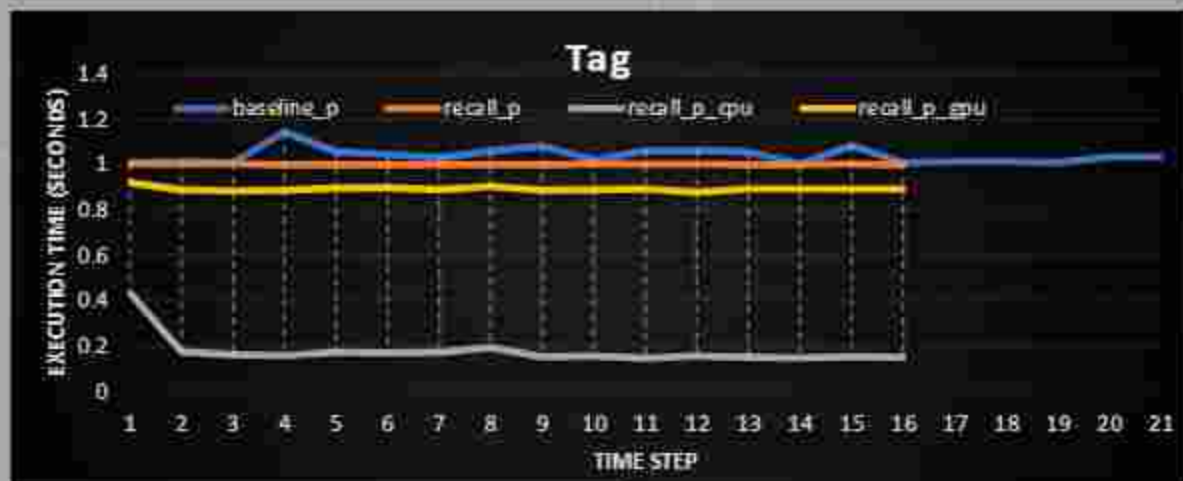 Tag
1.4
baseline_p recall_p recall_p_cpu recall_p_gpu
1.2
1
0.8
0.6
0.4
0.2
0
EXECUTION TIME (SECONDS)
1 2 3 4 5 6 7 8 9 10 11 12 13 14 15 16 17 18 19 20 21
TIME STEP